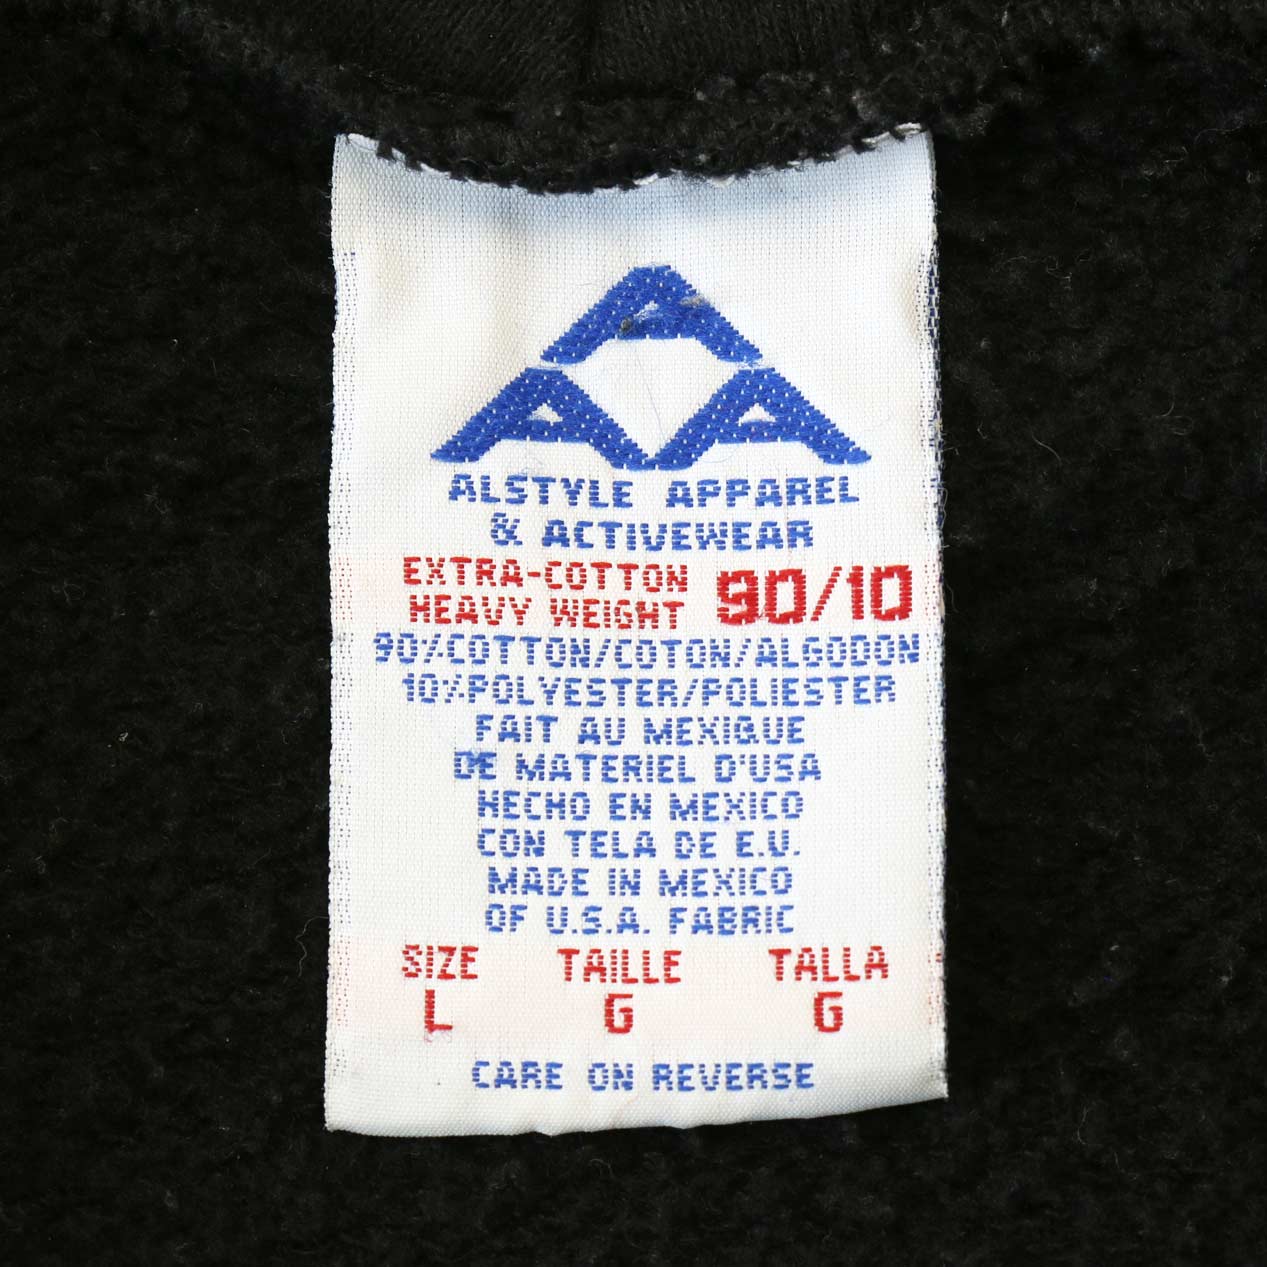 ALSTYLE APPAREL
& ACTIVEWEAR
EXTRA-COTTON
HEAVY WEIGHT 90/10
90%COTTON/COTON/ALGODON
10%POLYESTER/POLIESTER
FAIT AU MEXIQUE
DE MATERIEL D'USA
HECHO EN MEXICO
CON TELA DE E.U.
MADE IN MEXICO
OF U.S.A. FABRIC
SIZE TAILLE TALLA
L G G
CARE ON REVERSE